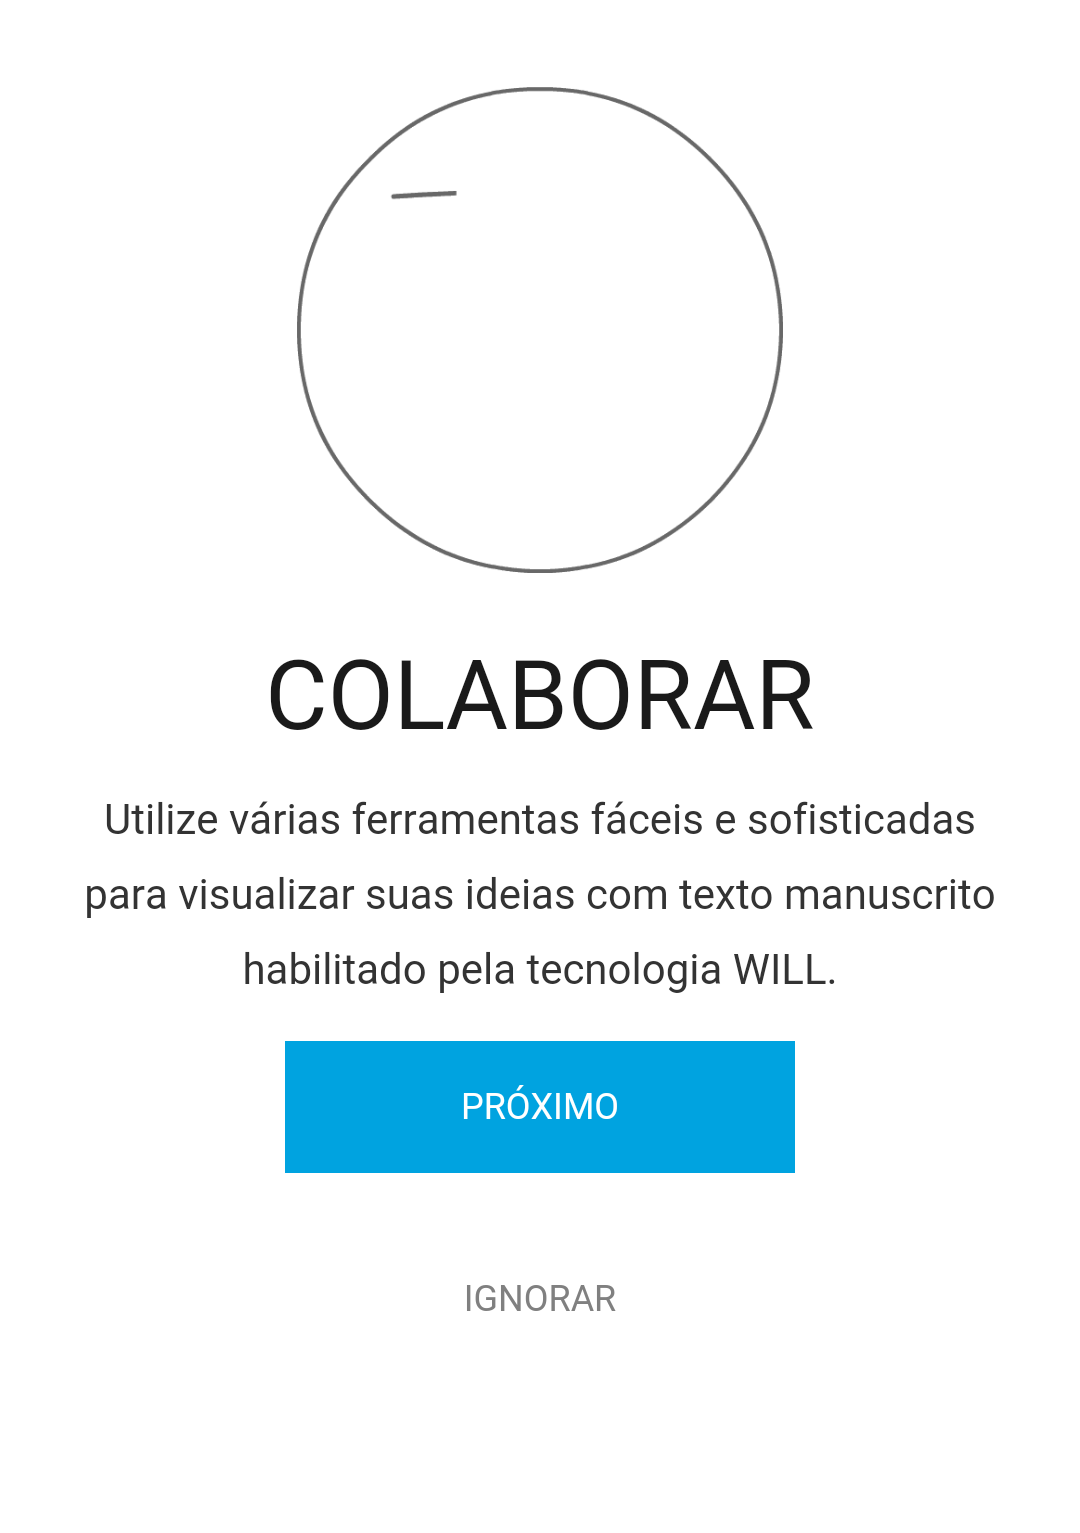 COLABORAR
Utilize várias ferramentas fáceis e sofisticadas
para visualizar suas ideias com texto manuscrito
habilitado pela tecnologia WILL.
PRÓXIMO
IGNORAR